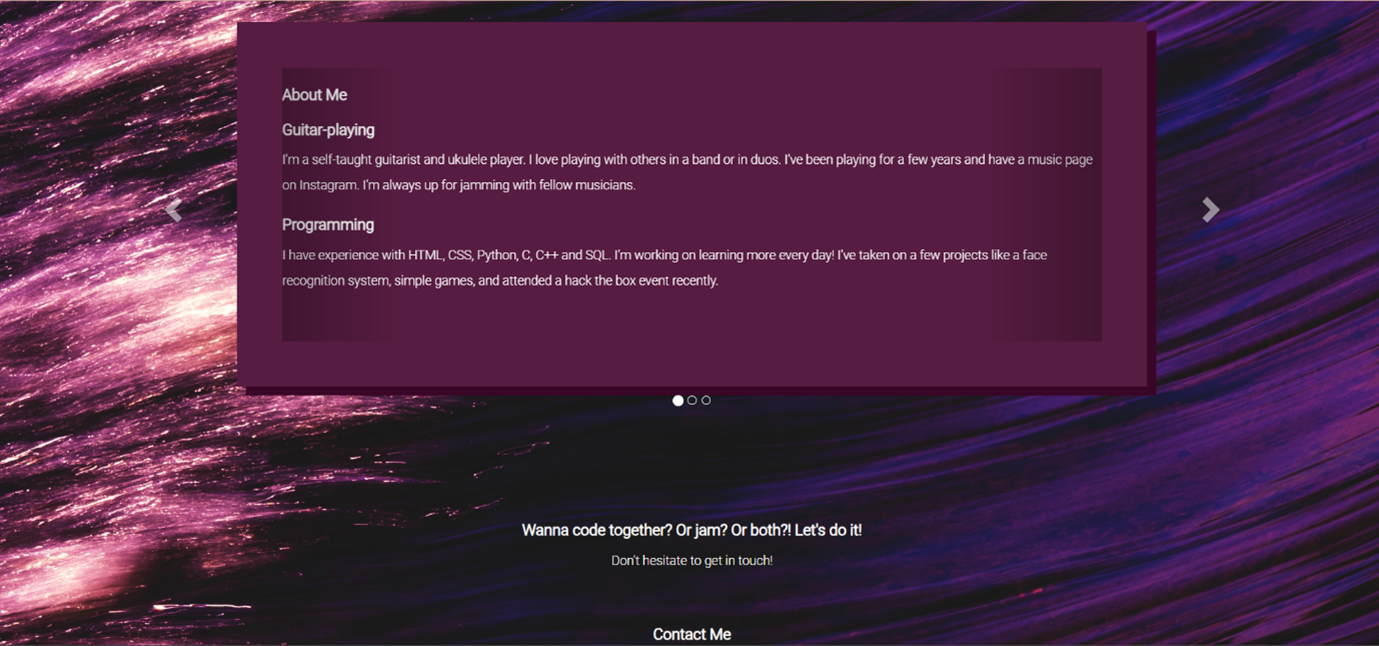 About Me
Guitar-playing
I'm a self-taught guitarist and ukulele player. I love playing with others in a band or in duos. I've been playing for a few years and have a music page
on Instagram. I'm always up for jamming with fellow musicians.
Programming
I have experience with HTML, CSS, Python, C, C++ and SQL. I'm working on learning more every day! I've taken on a few projects like a face
recognition system, simple games, and attended a hack the box event recently.
Wanna code together? Or jam? Or both?! Let's do it!
Don't hesitate to get in touch!
Contact Me